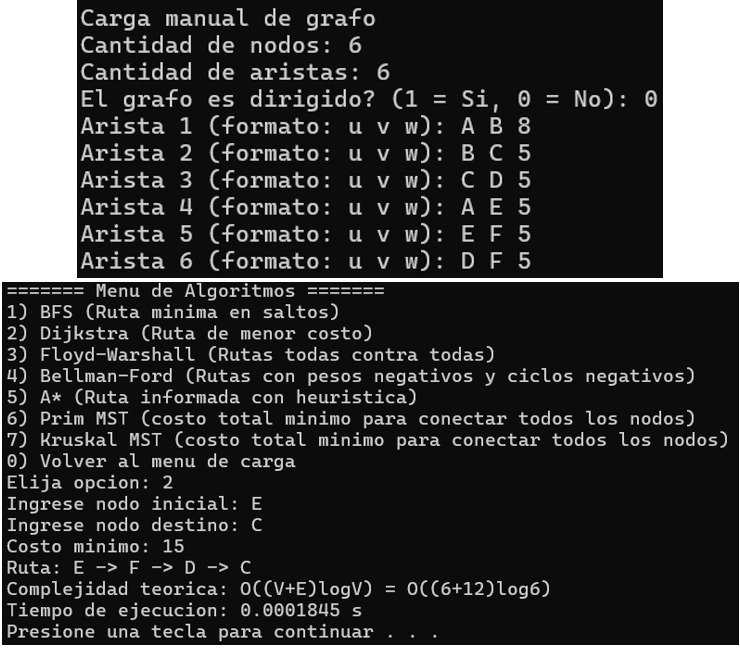 Carga manual de grafo
Cantidad de nodos: 6
Cantidad de aristas: 6
El grafo es dirigido? (1 = Si, 0 = No): 0
Arista 1 (formato: u v w): A B 8
Arista 2 (formato: u v w): B C 5
Arista 3 (formato: u v w): C D 5
Arista 4 (formato: u v w): A E 5
Arista 5 (formato: u v w): E F 5
Arista 6 (formato: u v w): D F 5
======= Menu de Algoritmos =======
1) BFS (Ruta minima en saltos)
2) Dijkstra (Ruta de menor costo)
3) Floyd-Warshall (Rutas todas contra todas)
4) Bellman-Ford (Rutas con pesos negativos y ciclos negativos)
5) A* (Ruta informada con heuristica)
6) Prim MST (costo total minimo para conectar todos los nodos)
7) Kruskal MST (costo total minimo para conectar todos los nodos)
0) Volver al menu de carga
Elija opcion: 2
Ingrese nodo inicial: E
Ingrese nodo destino: C
Costo minimo: 15
Ruta: E -> F -> D -> C
Complejidad teorica: O((V+E)logV) = O((6+12)log6)
Tiempo de ejecucion: 0.0001845 s
Presione una tecla para continuar . . .